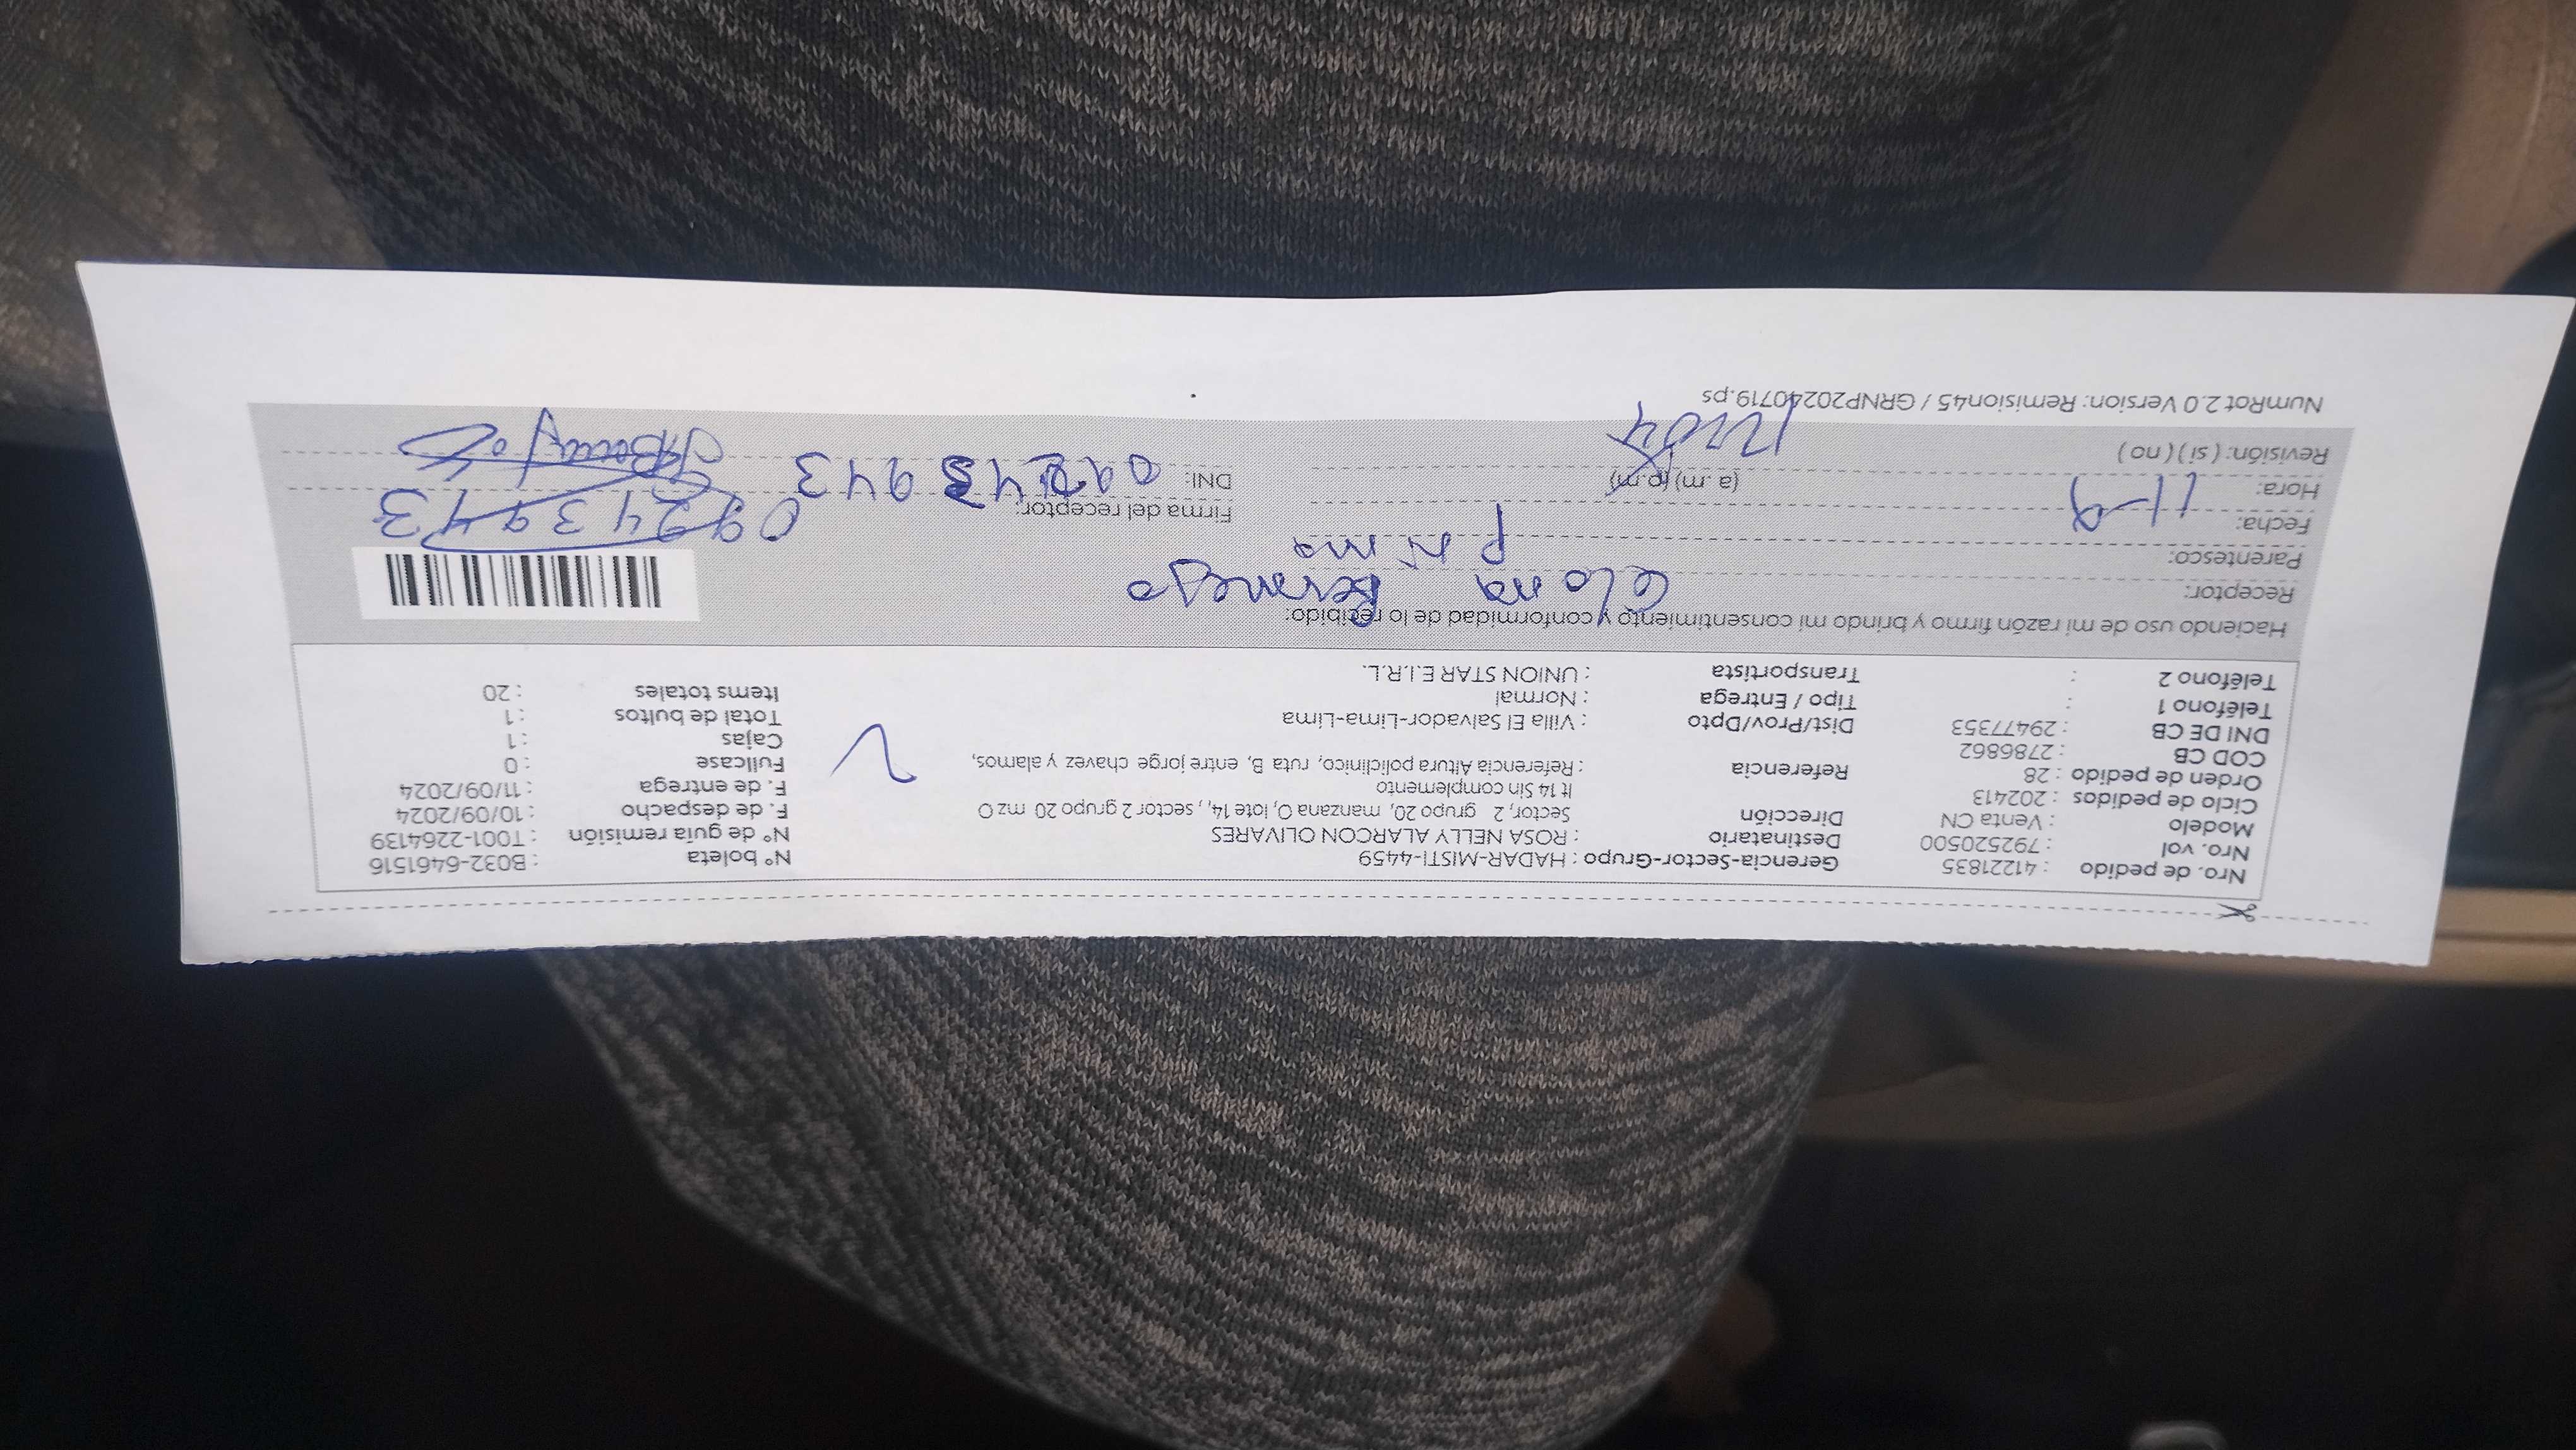 Nro. de pedido : 41221835
Nro. vol : 792520500
Modelo : Venta CN
Ciclo de pedidos : 202413
Orden de pedido : 28
COD CB : 2786862
DNI DE CB : 29477353
Teléfono 1 :
Teléfono 2 :
Gerencia-Sector-Grupo : HADAR-MISTI-4459
Destinatario : ROSA NELLY ALARCON OLIVARES
Dirección Sector, 2 grupo 20, manzana O, lote 14, , sector 2 grupo 20 mz O
lt 14 Sin complemento
Referencia : Referencia Altura policlinico, ruta B, entre jorge chavez y alamos,
Dist/Prov/Dpto : Villa El Salvador-Lima-Lima
Tipo / Entrega : Normal
Transportista : UNION STAR E.I.R.L.
N° boleta : B032-6461516
N° de guía remisión : T001-2264139
F. de despacho : 10/09/2024
F. de entrega : 11/09/2024
Fullcase : 0
Cajas : 1
Total de bultos : 1
Items totales : 20
Haciendo uso de mi razón firmo y brindo mi consentimiento y conformidad de lo recibido:
Receptor:
Parentesco: prima
Fecha: 11-9
Hora: (a.m) (p.m)
Revisión: ( si ) ( no )
Firma del receptor:
DNI:
NumRot 2.0 Version: Remision45 / GRNP20240719.ps